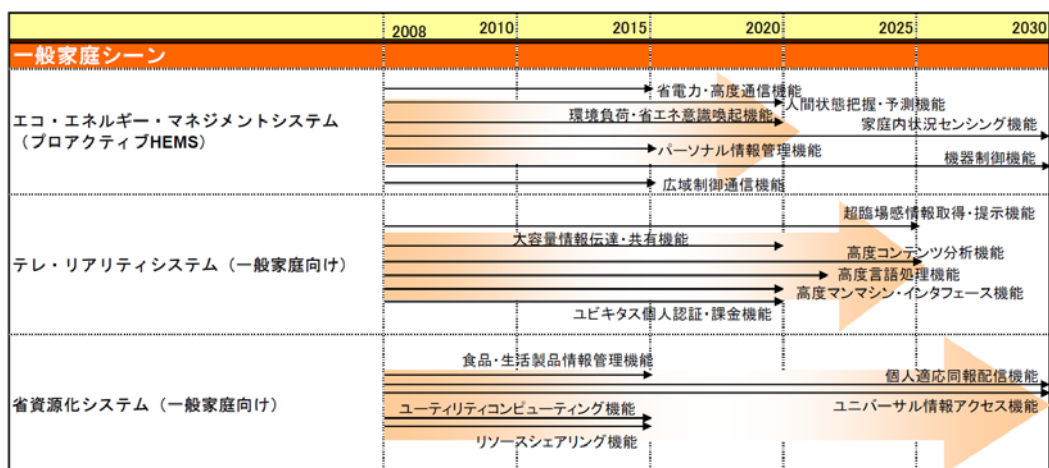 2008 2010 2015 2020 2025 2030
一般家庭シーン
エコ・エネルギー・マネジメントシステム
（プロアクティブHEMS）
省電力・高度通信機能
人間状態把握・予測機能
環境負荷・省エネ意識喚起機能
家庭内状況センシング機能
パーソナル情報管理機能
機器制御機能
広域制御通信機能
テレ・リアリティシステム（一般家庭向け）
超臨場感情報取得・提示機能
大容量情報伝達・共有機能
高度コンテンツ分析機能
高度言語処理機能
高度マンマシン・インタフェース機能
ユビキタス個人認証・課金機能
省資源化システム（一般家庭向け）
食品・生活製品情報管理機能
個人適応同報配信機能
ユーティリティコンピューティング機能
ユニバーサル情報アクセス機能
リソースシェアリング機能